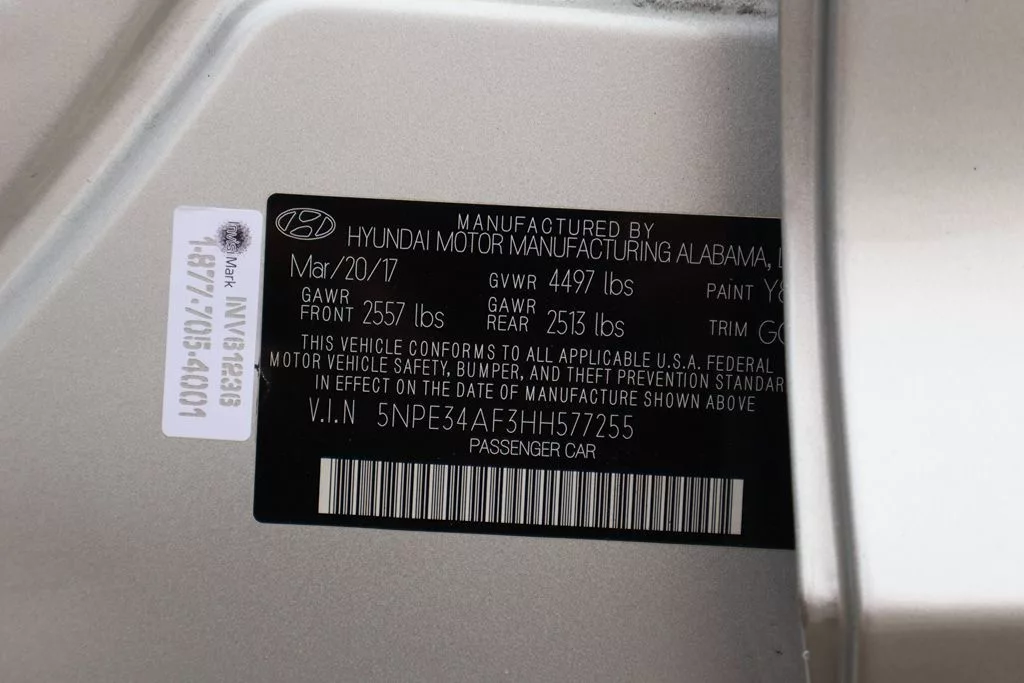 InvisiMark
INV61236
1-877-705-4001
MANUFACTURED BY
HYUNDAI MOTOR MANUFACTURING ALABAMA,
Mar/20/17
GVWR 4497 lbs
PAINT
GAWR
FRONT 2557 lbs
GAWR
REAR 2513 lbs
TRIM
THIS VEHICLE CONFORMS TO ALL APPLICABLE U.S.A. FEDERAL
MOTOR VEHICLE SAFETY, BUMPER, AND THEFT PREVENTION STANDAR
IN EFFECT ON THE DATE OF MANUFACTURE SHOWN ABOVE
V.I.N 5NPE34AF3HH577255
PASSENGER CAR